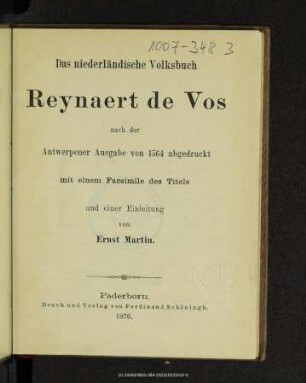 1007-348 3
Das niederländische Volksbuch
Reynaert de Vos
nach der
Antwerpener Ausgabe von 1564 abgedruckt
mit einem Facsimile des Titels
und einer Einleitung
von
Ernst Martin.
Paderborn.
Druck und Verlag von Ferdinand Schöningh.
1876.